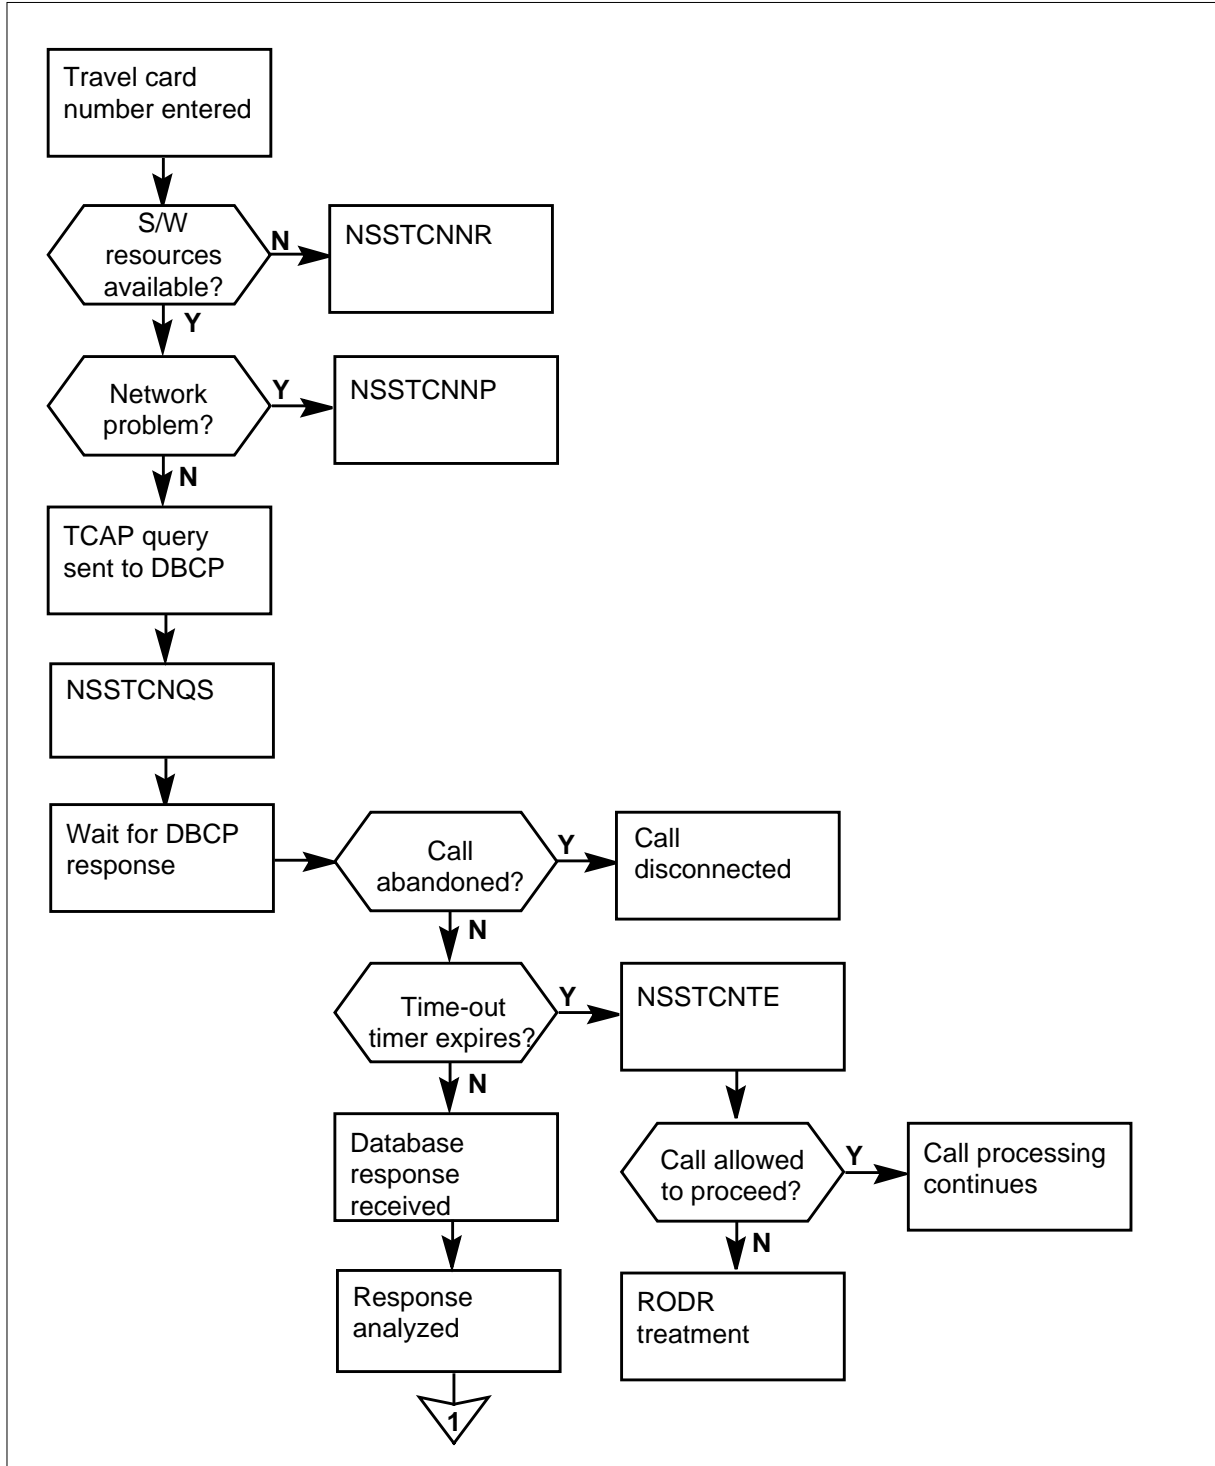 Travel card
number entered
S/W
resources
available?
N
NSSTCNNR
Y
Network
problem?
Y
NSSTCNNP
N
TCAP query
sent to DBCP
NSSTCNQS
Wait for DBCP
response
Call
abandoned?
Y
Call
disconnected
N
Time-out
timer expires?
Y
NSSTCNTE
N
Database
response
received
Call allowed
to proceed?
Y
Call processing
continues
N
Response
analyzed
RODR
treatment
1